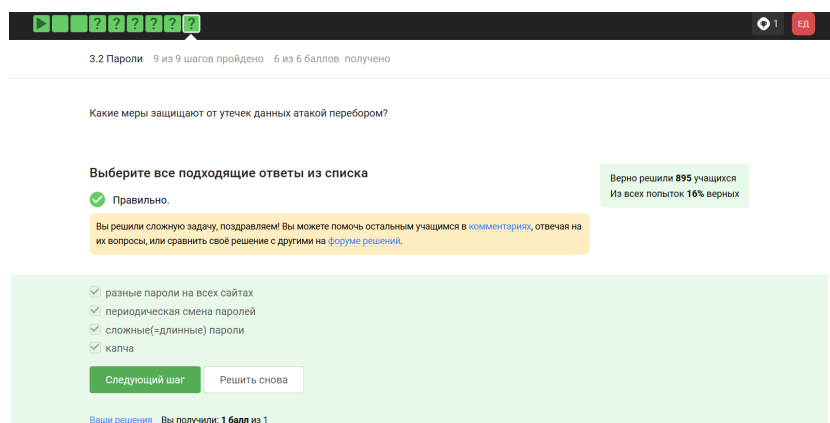 ? ? ? ? ? ?
1 ЕД
3.2 Пароли 9 из 9 шагов пройдено 6 из 6 баллов получено
Какие меры защищают от утечек данных атакой перебором?
Выберите все подходящие ответы из списка
Верно решили 895 учащихся
Из всех попыток 16% верных
Правильно.
Вы решили сложную задачу, поздравляем! Вы можете помочь остальным учащимся в комментариях, отвечая на
их вопросы, или сравнить своё решение с другими на форуме решений.
разные пароли на всех сайтах
периодическая смена паролей
сложные(=длинные) пароли
капча
Следующий шаг Решить снова
Ваши решения Вы получили: 1 балл из 1